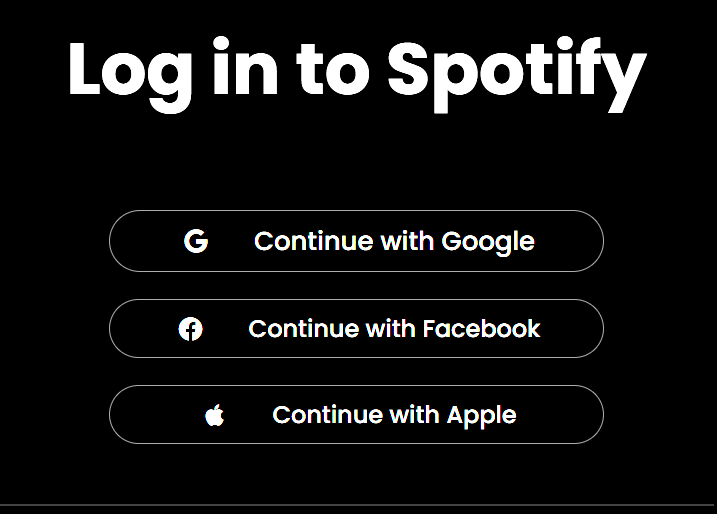 Log in to Spotify
Continue with Google
Continue with Facebook
Continue with Apple